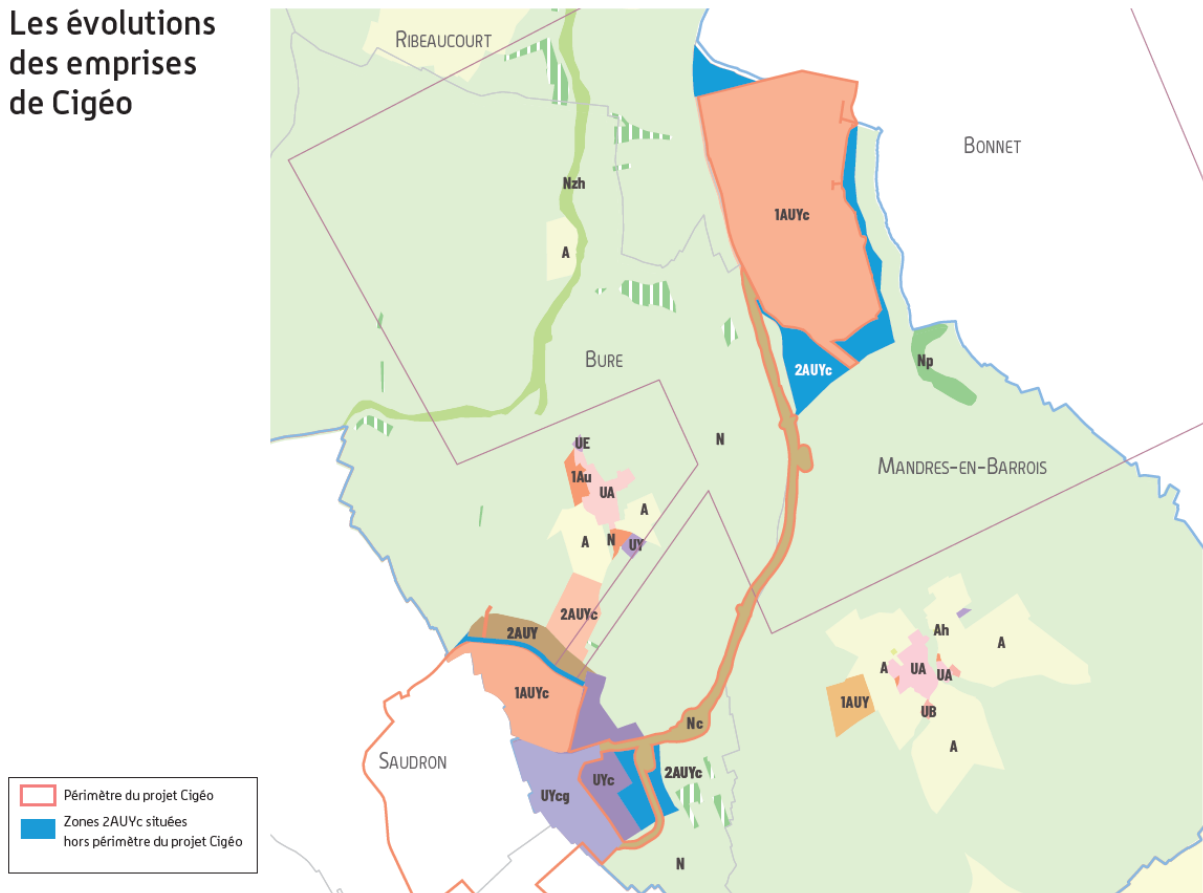 Les évolutions
des emprises
de Cigéo
RIBEAUCOURT
BONNET
Nzh
1AUYc
A
BURE
2AUYc
Np
N
MANDRES-EN-BARROIS
UE
1Au
UA
A
A
N
UY
2AUYc
2AUY
Ah
A
A
UA
UA
1AUYc
1AUY
UB
Nc
A
SAUDRON
2AUYc
UYc
UYcg
N
Périmètre du projet Cigéo
Zones 2AUYc situées
hors périmètre du projet Cigéo